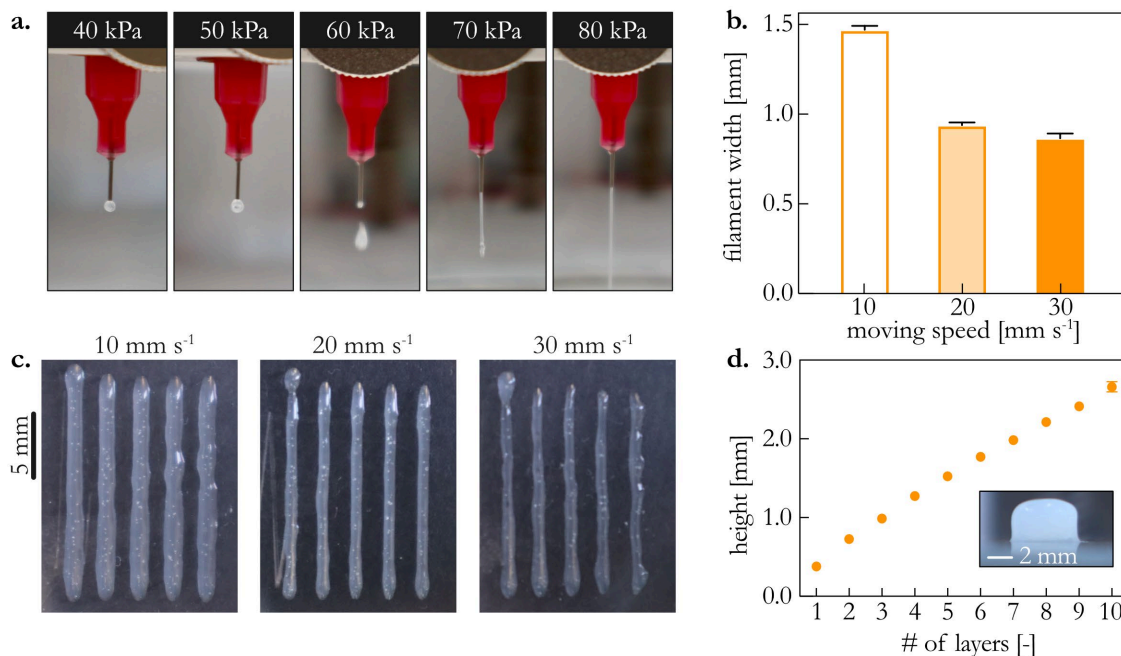 a.
40 kPa 50 kPa 60 kPa 70 kPa 80 kPa
b.
filament width [mm]
1.5
1.0
0.5
0.0
10 20 30
moving speed [mm s⁻¹]
c.
10 mm s⁻¹ 20 mm s⁻¹ 30 mm s⁻¹
5 mm
d.
height [mm]
3.0
2.0
1.0
0.0
2 mm
1 2 3 4 5 6 7 8 9 10
# of layers [-]